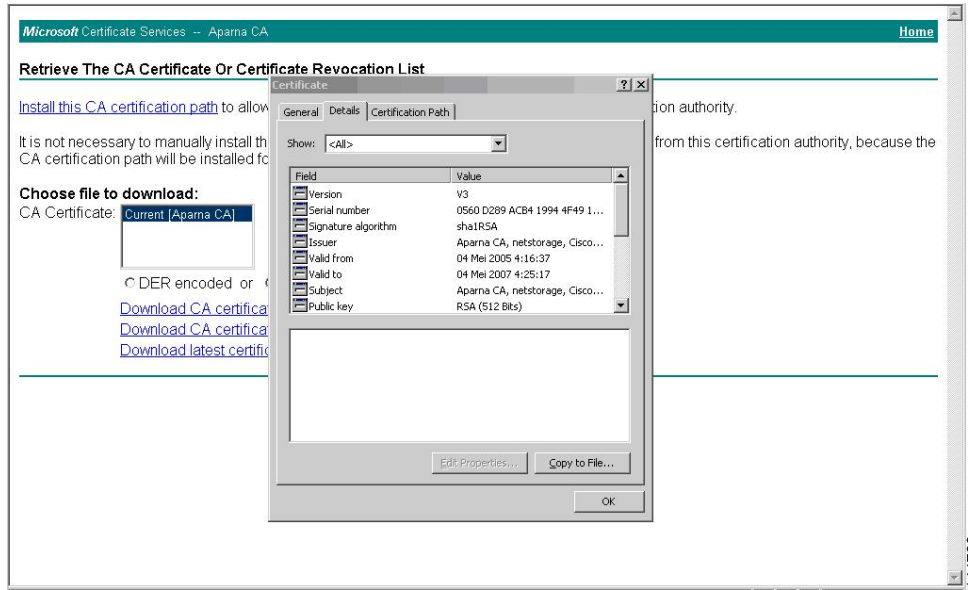 Microsoft Certificate Services -- Aparna CA
Home
Retrieve The CA Certificate Or Certificate Revocation List
Install this CA certification path to allow
ion authority.
It is not necessary to manually install th
from this certification authority, because the
CA certification path will be installed fo
Choose file to download:
CA Certificate:
Current [Aparna CA]
DER encoded or
Download CA certifica
Download CA certifica
Download latest certific
Certificate
General
Details
Certification Path
Show:
<All>
Field Value
Version V3
Serial number 0560 D289 ACB4 1994 4F49 1...
Signature algorithm sha1RSA
Issuer Aparna CA, netstorage, Cisco...
Valid from 04 Mei 2005 4:16:37
Valid to 04 Mei 2007 4:25:17
Subject Aparna CA, netstorage, Cisco...
Public key RSA (512 Bits)
Edit Properties...
Copy to File...
OK